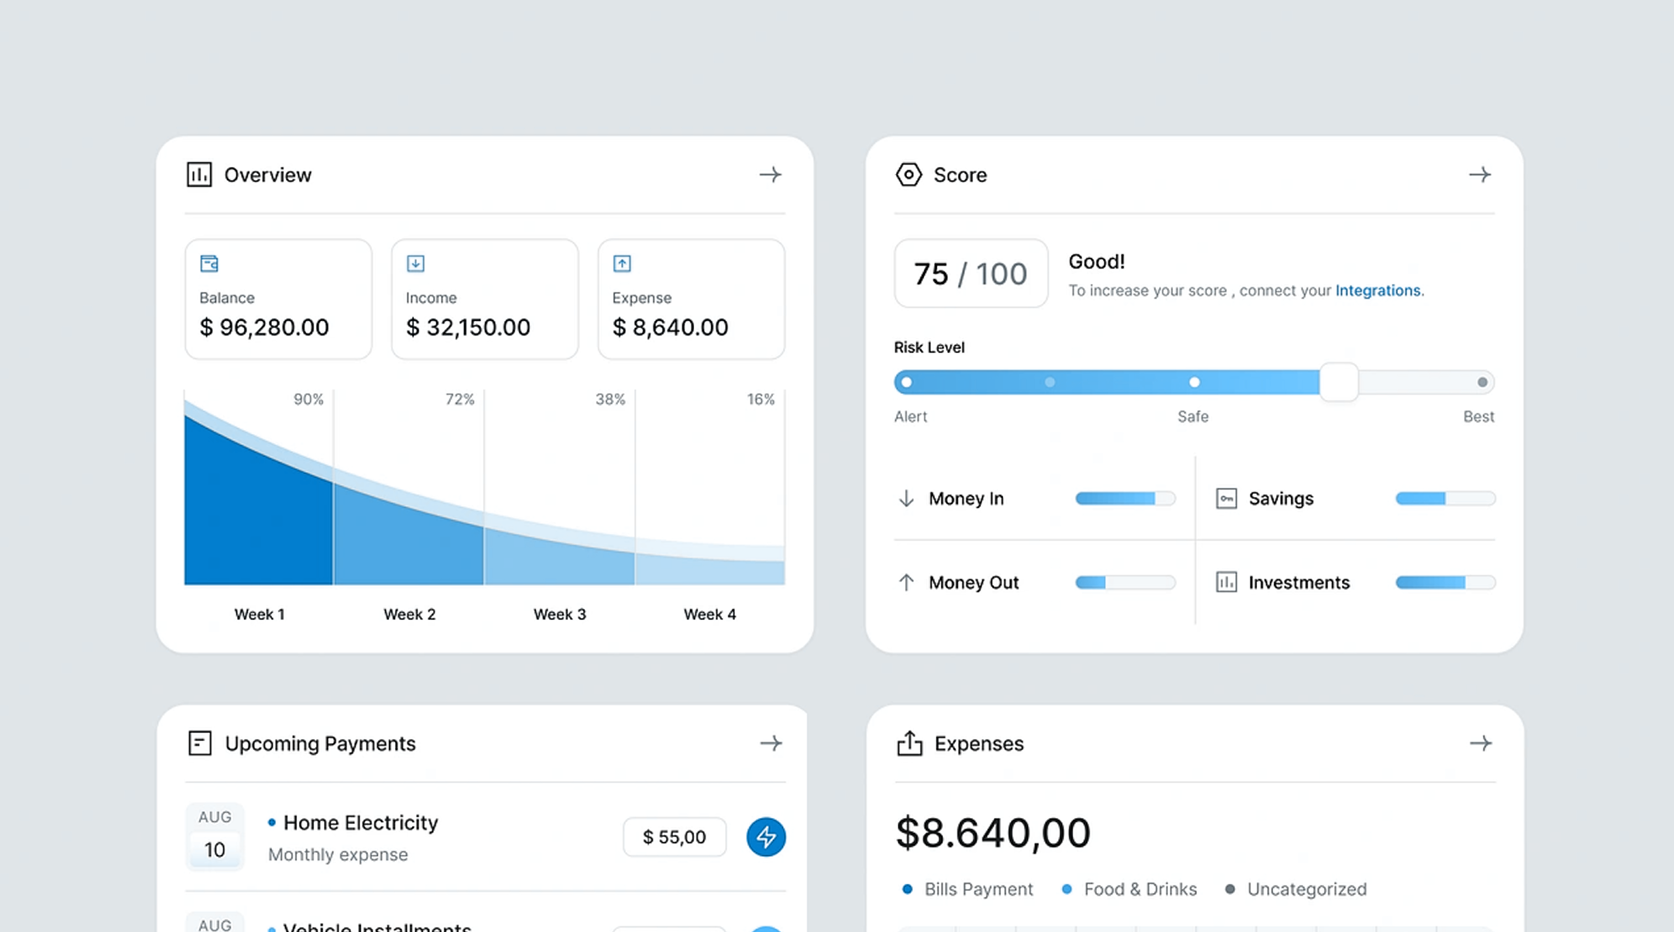 Overview
Balance
$ 96,280.00
Income
$ 32,150.00
Expense
$ 8,640.00
90%
72%
38%
16%
Week 1
Week 2
Week 3
Week 4
Score
75 / 100
Good!
To increase your score , connect your Integrations.
Risk Level
Alert
Safe
Best
Money In
Savings
Money Out
Investments
Upcoming Payments
AUG
10
Home Electricity
Monthly expense
$ 55,00
AUG
Vehicle Installments
Expenses
$8.640,00
Bills Payment
Food & Drinks
Uncategorized